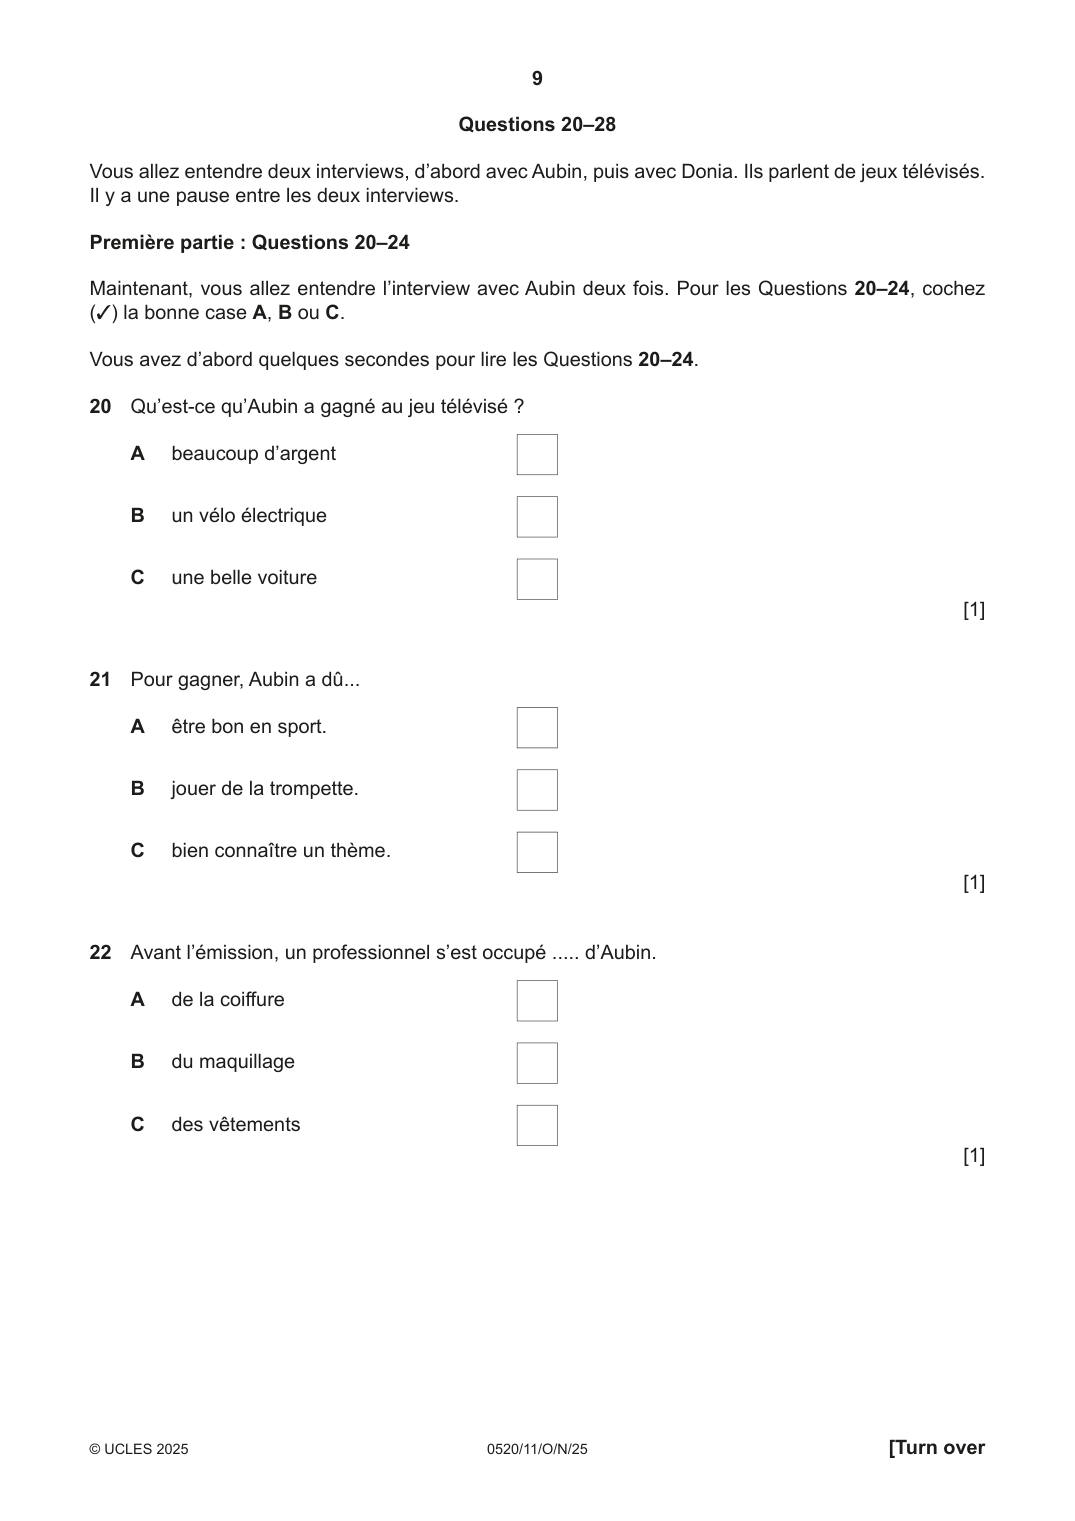 9
Questions 20–28
Vous allez entendre deux interviews, d’abord avec Aubin, puis avec Donia. Ils parlent de jeux télévisés.
Il y a une pause entre les deux interviews.
Première partie : Questions 20–24
Maintenant, vous allez entendre l’interview avec Aubin deux fois. Pour les Questions 20–24, cochez
(✓) la bonne case A, B ou C.
Vous avez d’abord quelques secondes pour lire les Questions 20–24.
20 Qu’est-ce qu’Aubin a gagné au jeu télévisé ?
A beaucoup d’argent
B un vélo électrique
C une belle voiture
[1]
21 Pour gagner, Aubin a dû...
A être bon en sport.
B jouer de la trompette.
C bien connaître un thème.
[1]
22 Avant l’émission, un professionnel s’est occupé ..... d’Aubin.
A de la coiffure
B du maquillage
C des vêtements
[1]
© UCLES 2025 0520/11/O/N/25 [Turn over